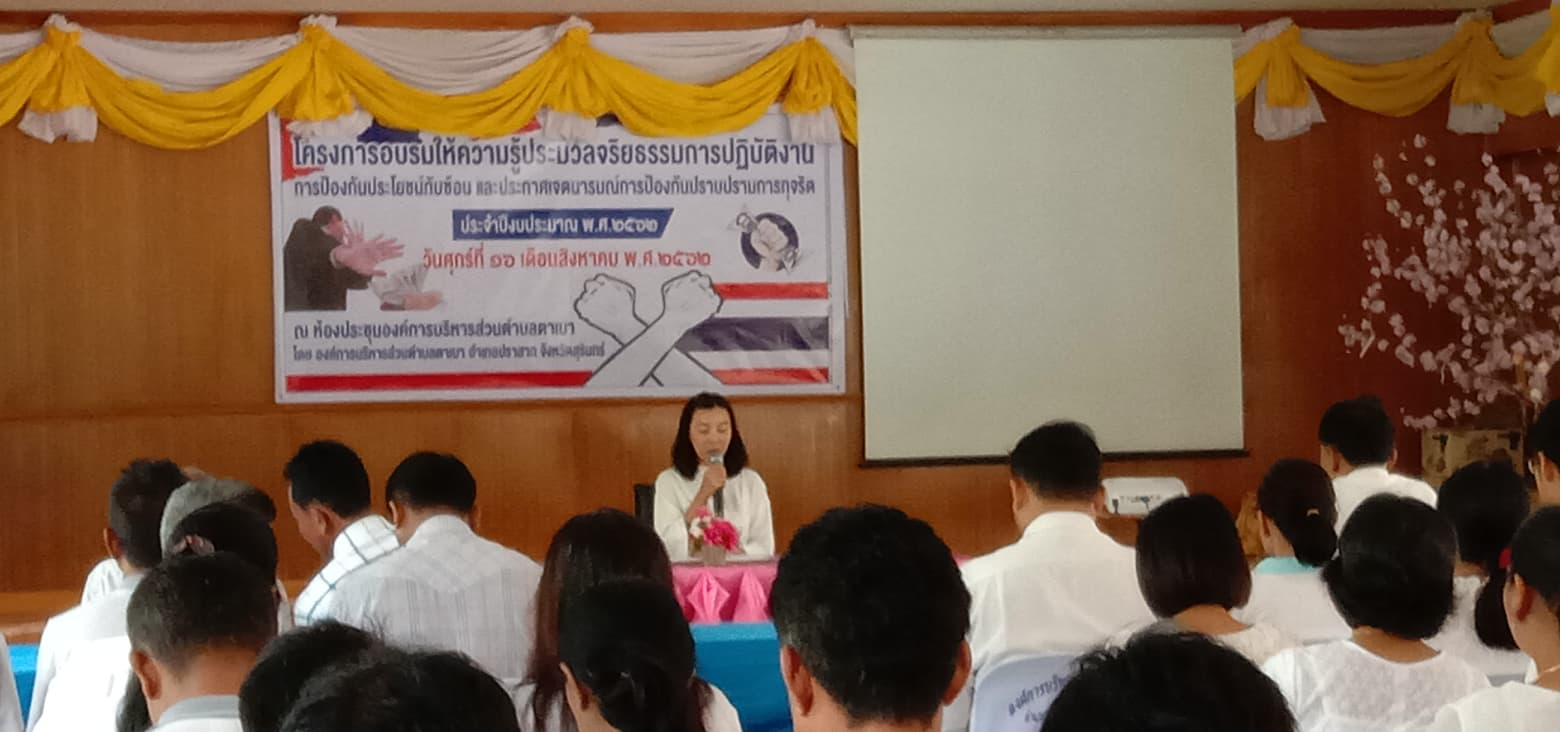 โครงการอบรมให้ความรู้ประมวลจริยธรรมการปฏิบัติงาน
การป้องกันประโยชน์ทับซ้อน และประกาศเจตนารมณ์การป้องกันปราบปรามการทุจริต
ประจำปีงบประมาณ พ.ศ.๒๕๖๒
วันศุกร์ที่ ๑๖ เดือนสิงหาคม พ.ศ.๒๕๖๒
ณ ห้องประชุมองค์การบริหารส่วนตำบลตาเบา
โดย องค์การบริหารส่วนตำบลตาเบา อำเภอปราสาท จังหวัดสุรินทร์
องค์การบริหาร